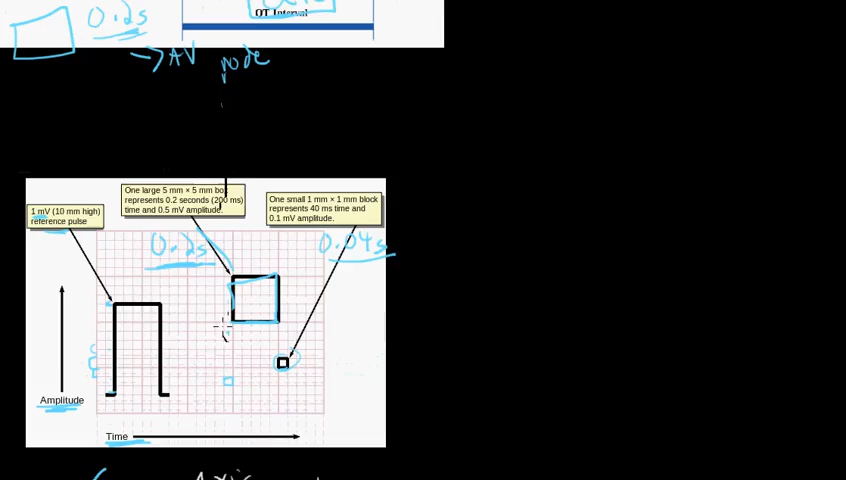 0.2s
QT Interval
→ AV node
One large 5 mm × 5 mm box
represents 0.2 seconds (200 ms)
time and 0.5 mV amplitude.
One small 1 mm × 1 mm block
represents 40 ms time and
0.1 mV amplitude.
1 mV (10 mm high)
reference pulse
0.2s
0.04s
Amplitude
Time
Axis